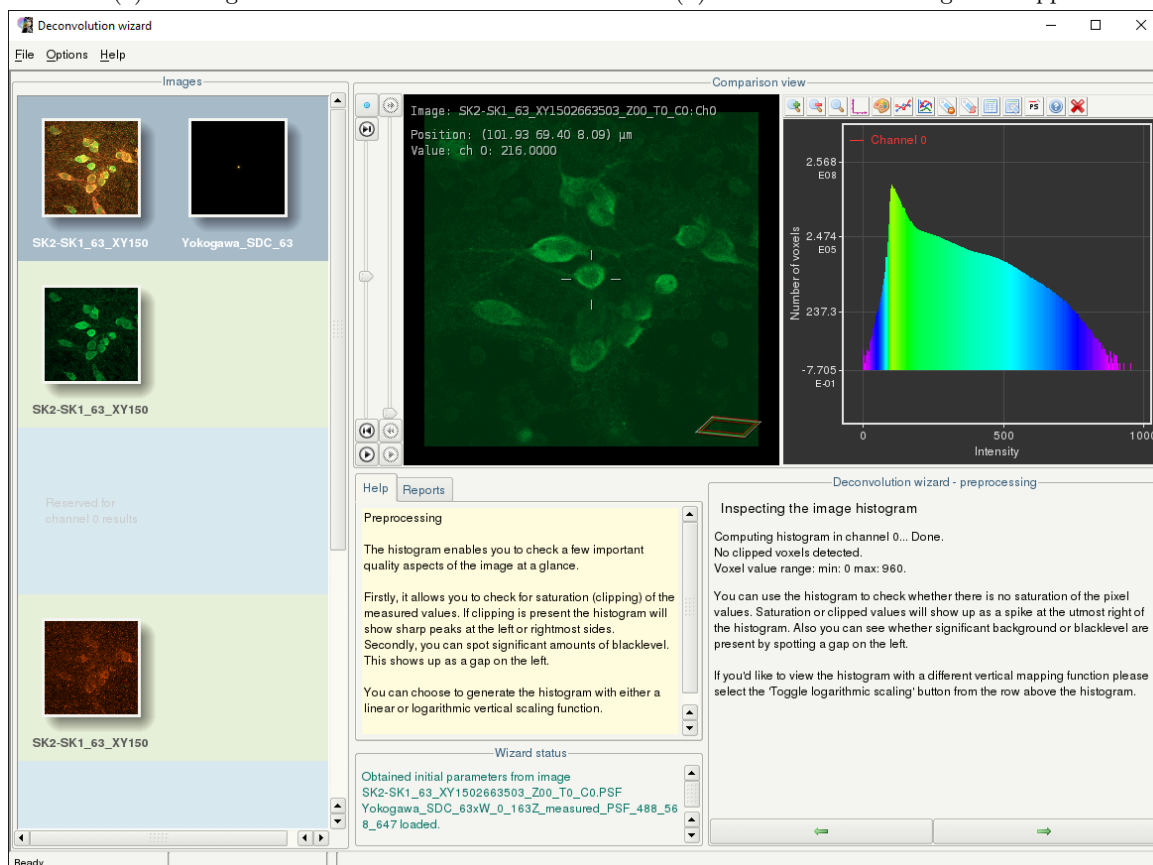 Deconvolution wizard
File Options Help
Images
SK2-SK1_63_XY150
Yokogawa_SDC_63
SK2-SK1_63_XY150
Reserved for
channel 0 results
SK2-SK1_63_XY150
Comparison view
Image: SK2-SK1_63_XY1502663503_Z00_T0_C0:Ch0
Position: (101.93 69.40 8.09) µm
Value: ch 0: 216.0000
PS
Channel 0
2.568
E08
2.474
E05
237.3
-7.705
E-01
Number of voxels
0 500 1000
Intensity
Help Reports
Preprocessing
The histogram enables you to check a few important
quality aspects of the image at a glance.
Firstly, it allows you to check for saturation (clipping) of the
measured values. If clipping is present the histogram will
show sharp peaks at the left or rightmost sides.
Secondly, you can spot significant amounts of blacklevel.
This shows up as a gap on the left.
You can choose to generate the histogram with either a
linear or logarithmic vertical scaling function.
Wizard status
Obtained initial parameters from image
SK2-SK1_63_XY1502663503_Z00_T0_C0.PSF
Yokogawa_SDC_63xW_0_163Z_measured_PSF_488_56
8_647 loaded.
Deconvolution wizard - preprocessing
Inspecting the image histogram
Computing histogram in channel 0... Done.
No clipped voxels detected.
Voxel value range: min: 0 max: 960.
You can use the histogram to check whether there is no saturation of the pixel
values. Saturation or clipped values will show up as a spike at the utmost right of
the histogram. Also you can see whether significant background or blacklevel are
present by spotting a gap on the left.
If you'd like to view the histogram with a different vertical mapping function please
select the 'Toggle logarithmic scaling' button from the row above the histogram.
Ready